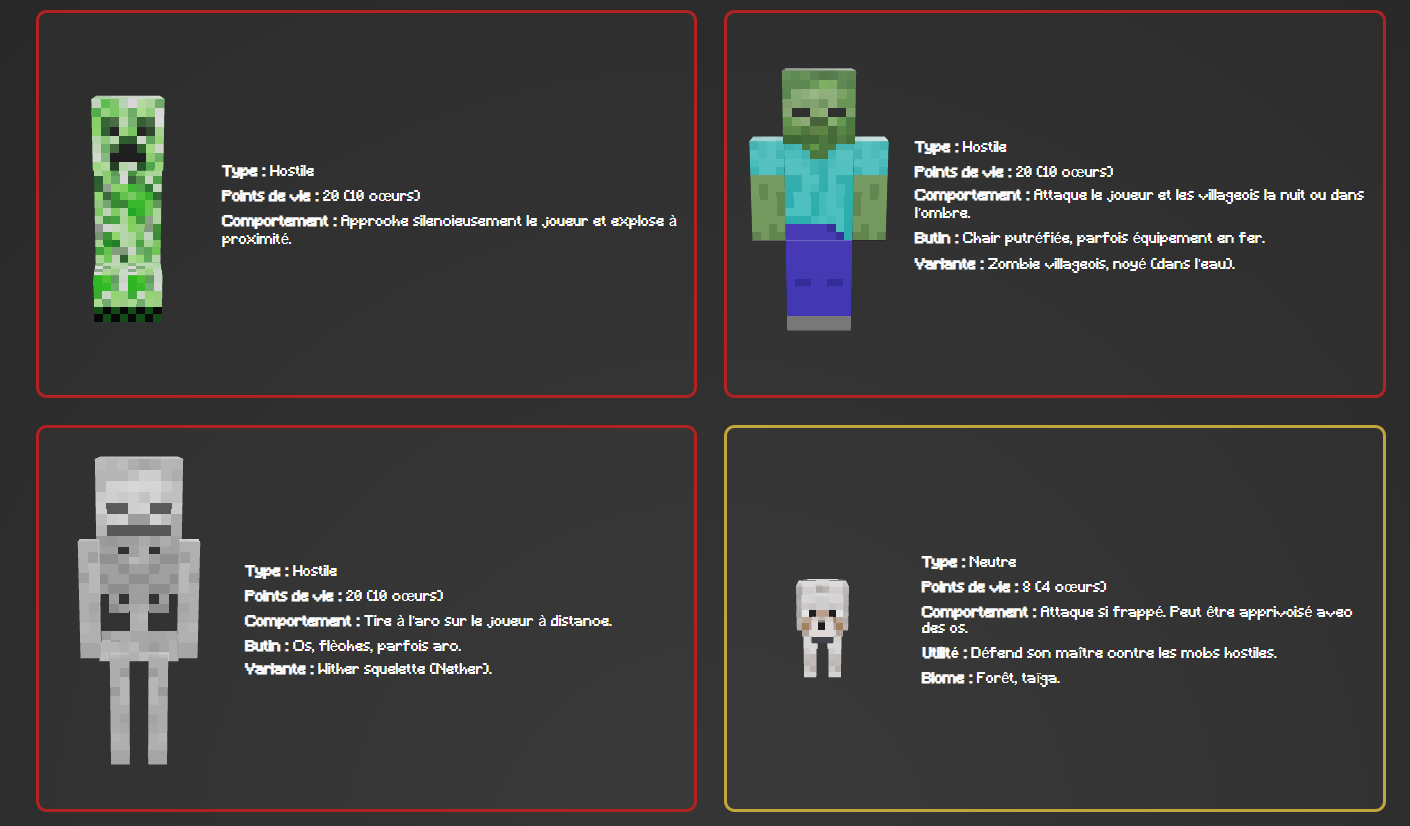 Type : Hostile
Points de vie : 20 (10 cœurs)
Comportement : Approche silencieusement le joueur et explose à
proximité.
Type : Hostile
Points de vie : 20 (10 cœurs)
Comportement : Attaque le joueur et les villageois la nuit ou dans
l'ombre.
Butin : Chair putréfiée, parfois équipement en fer.
Variante : Zombie villageois, noyé (dans l'eau).
Type : Hostile
Points de vie : 20 (10 cœurs)
Comportement : Tire à l'arc sur le joueur à distance.
Butin : Os, flèches, parfois arc.
Variante : Wither squelette (Nether).
Type : Neutre
Points de vie : 8 (4 cœurs)
Comportement : Attaque si frappé. Peut être apprivoisé avec
des os.
Utilité : Défend son maître contre les mobs hostiles.
Biome : Forêt, taïga.